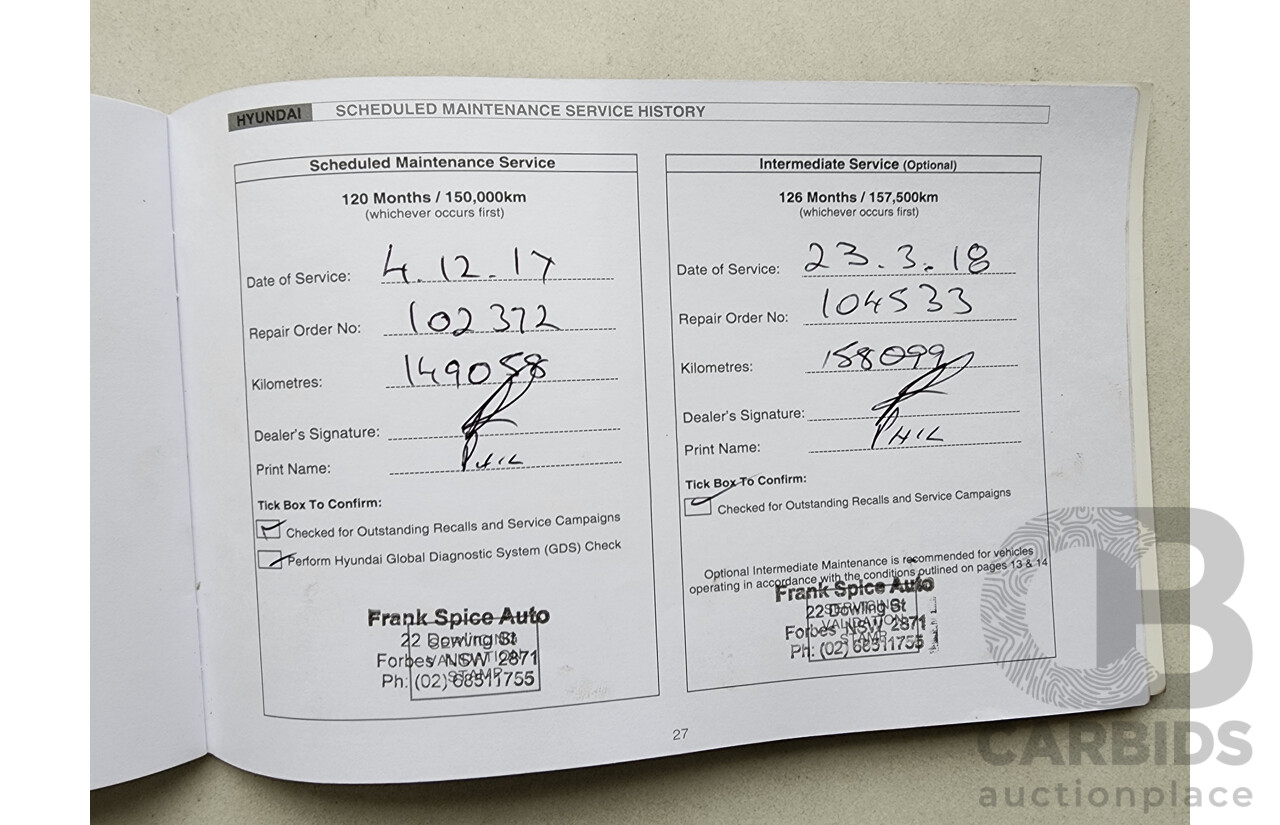 HYUNDAI SCHEDULED MAINTENANCE SERVICE HISTORY
Scheduled Maintenance Service
120 Months / 150,000km
(whichever occurs first)
Date of Service: 4.12.17
Repair Order No: 102372
Kilometres: 149058
Dealer's Signature:
Print Name: PHIL
Tick Box To Confirm:
Checked for Outstanding Recalls and Service Campaigns
Perform Hyundai Global Diagnostic System (GDS) Check
Frank Spice Auto
22 Dowling St
Forbes NSW 2871
Ph: (02) 68511755
Intermediate Service (Optional)
126 Months / 157,500km
(whichever occurs first)
Date of Service: 23.3.18
Repair Order No: 104533
Kilometres: 158099
Dealer's Signature:
Print Name: PHIL
Tick Box To Confirm:
Checked for Outstanding Recalls and Service Campaigns
Optional Intermediate Maintenance is recommended for vehicles
operating in accordance with the conditions outlined on pages 13 & 14
Frank Spice Auto
22 Dowling St
Forbes NSW 2871
Ph: (02) 68511755
27
CB
CARBIDS
auctionplace